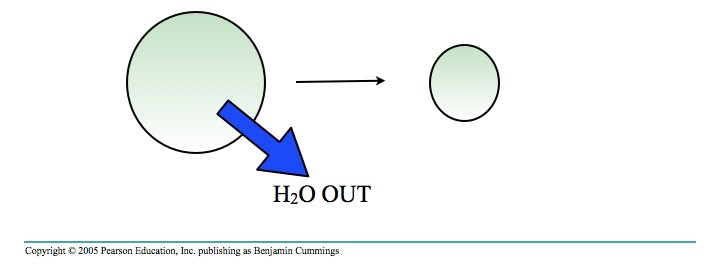 H₂O OUT
Copyright © 2005 Pearson Education, Inc. publishing as Benjamin Cummings